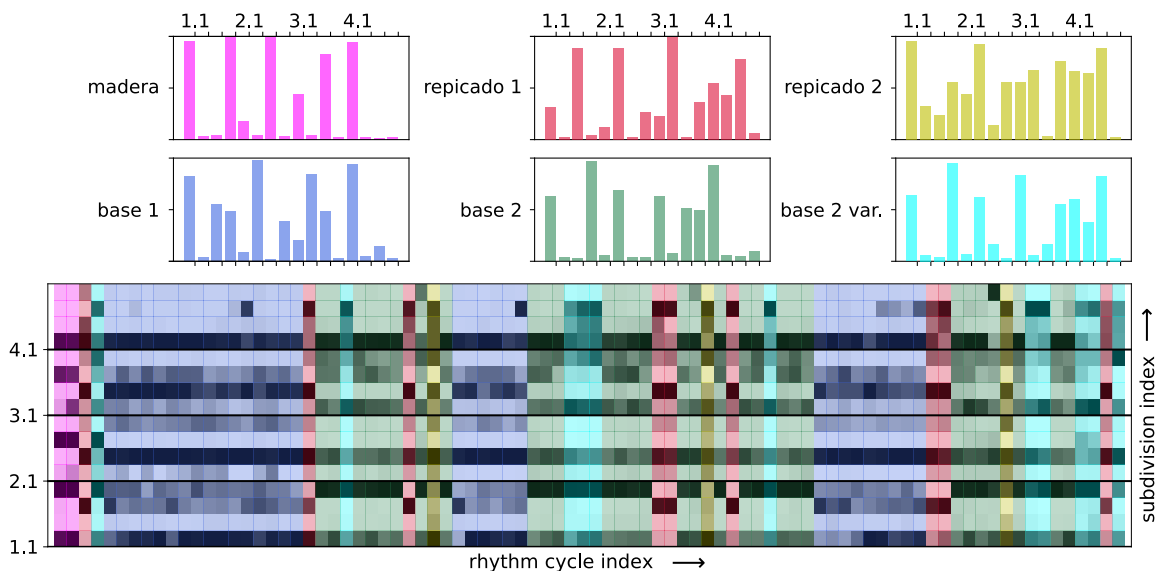 1.1 2.1 3.1 4.1
1.1 2.1 3.1 4.1
1.1 2.1 3.1 4.1
madera
repicado 1
repicado 2
base 1
base 2
base 2 var.
4.1
3.1
2.1
1.1
subdivision index
rhythm cycle index